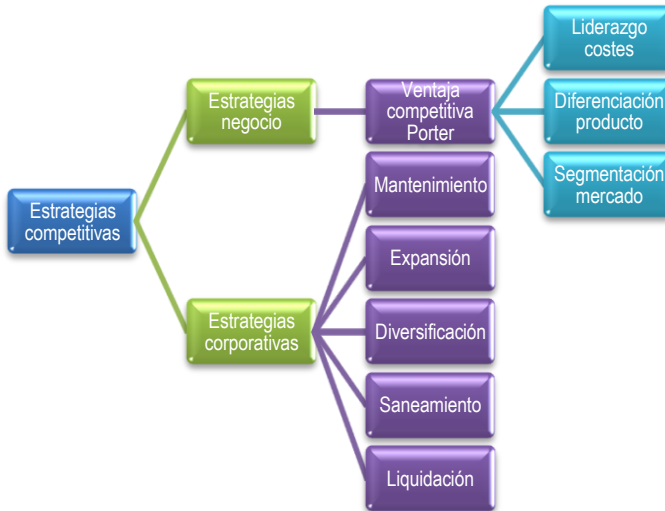 Estrategias
competitivas
Estrategias
negocio
Ventaja
competitiva
Porter
Liderazgo
costes
Diferenciación
producto
Segmentación
mercado
Estrategias
corporativas
Mantenimiento
Expansión
Diversificación
Saneamiento
Liquidación